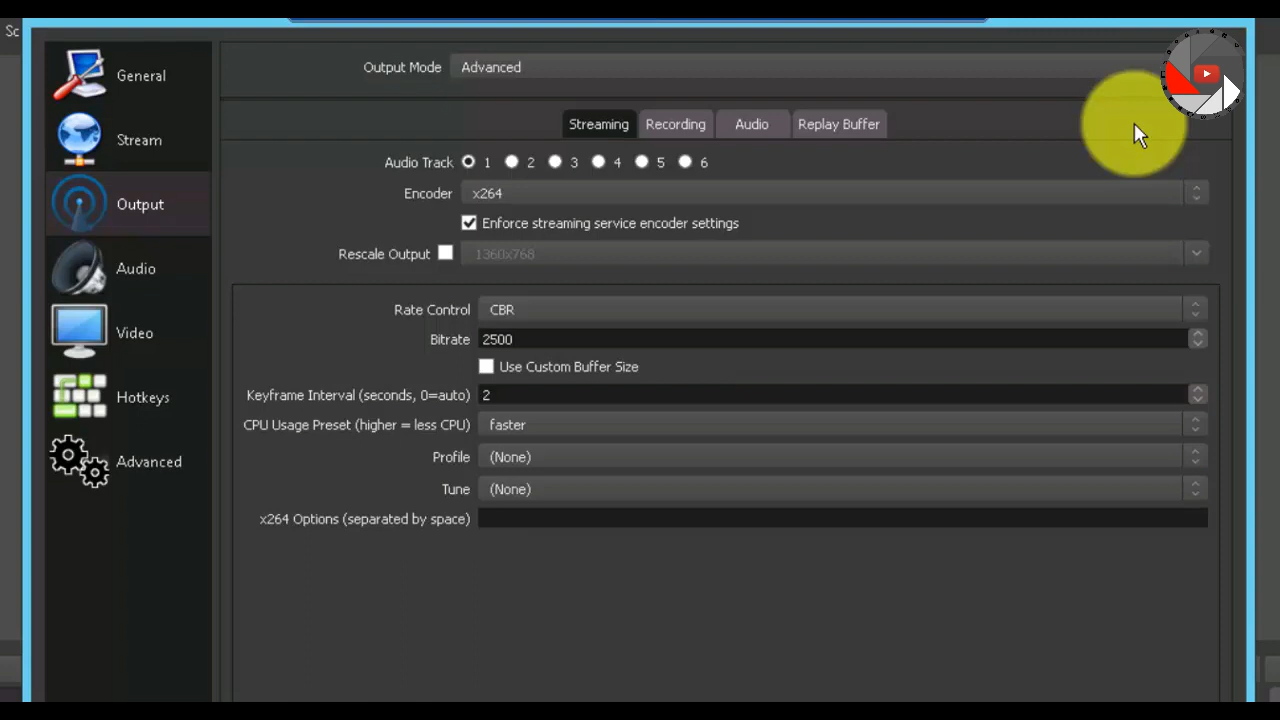 Sc
General
Stream
Output
Audio
Video
Hotkeys
Advanced
Output Mode Advanced
Streaming Recording Audio Replay Buffer
Audio Track 1 2 3 4 5 6
Encoder x264
Enforce streaming service encoder settings
Rescale Output 1360x768
Rate Control CBR
Bitrate 2500
Use Custom Buffer Size
Keyframe Interval (seconds, 0=auto) 2
CPU Usage Preset (higher = less CPU) faster
Profile (None)
Tune (None)
x264 Options (separated by space)